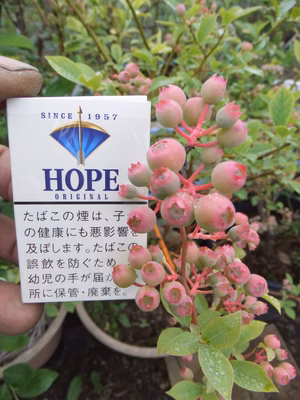 SINCE 1957
HOPE
ORIGINAL
たばこの煙は、子
の健康にも悪影響を
及ぼします。たばこの
誤飲を防ぐため、
幼児の手が届か
所に保管・廃棄を。